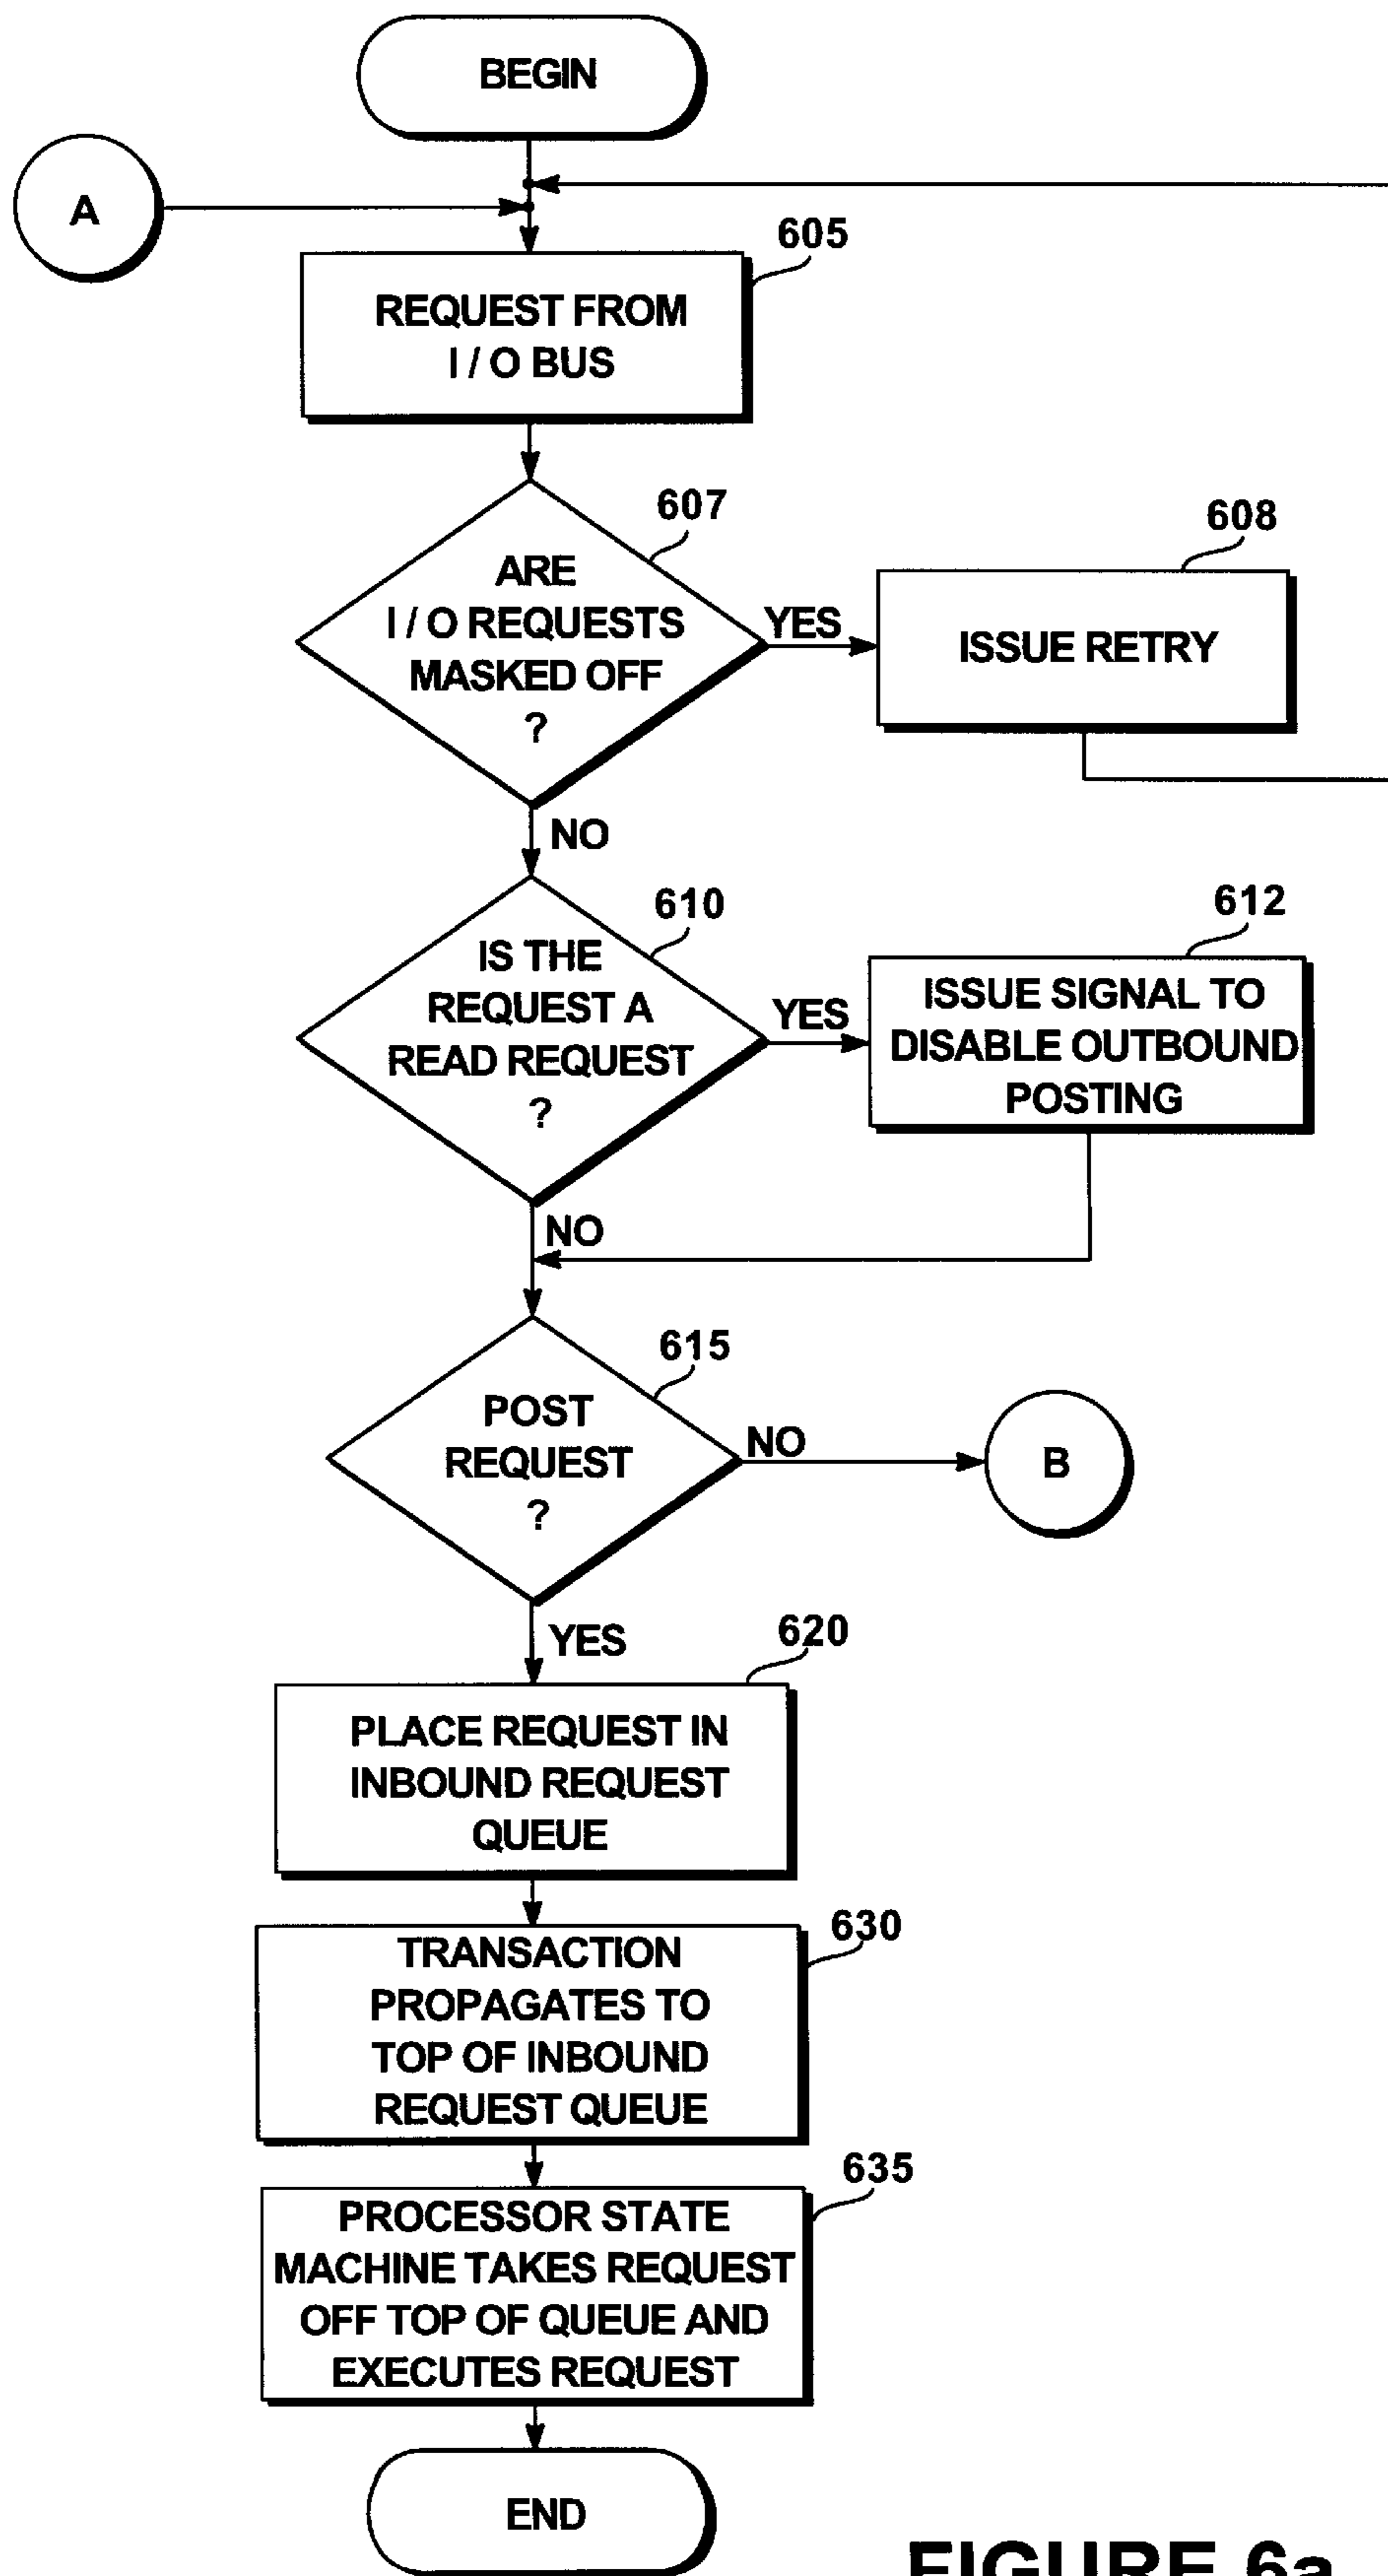 BEGIN
A
605
REQUEST FROM
I / O BUS
607
ARE
I / O REQUESTS
MASKED OFF
?
YES
608
ISSUE RETRY
NO
610
IS THE
REQUEST A
READ REQUEST
?
YES
612
ISSUE SIGNAL TO
DISABLE OUTBOUND
POSTING
NO
615
POST
REQUEST
?
NO
B
YES
620
PLACE REQUEST IN
INBOUND REQUEST
QUEUE
630
TRANSACTION
PROPAGATES TO
TOP OF INBOUND
REQUEST QUEUE
635
PROCESSOR STATE
MACHINE TAKES REQUEST
OFF TOP OF QUEUE AND
EXECUTES REQUEST
END
FIGURE 6a